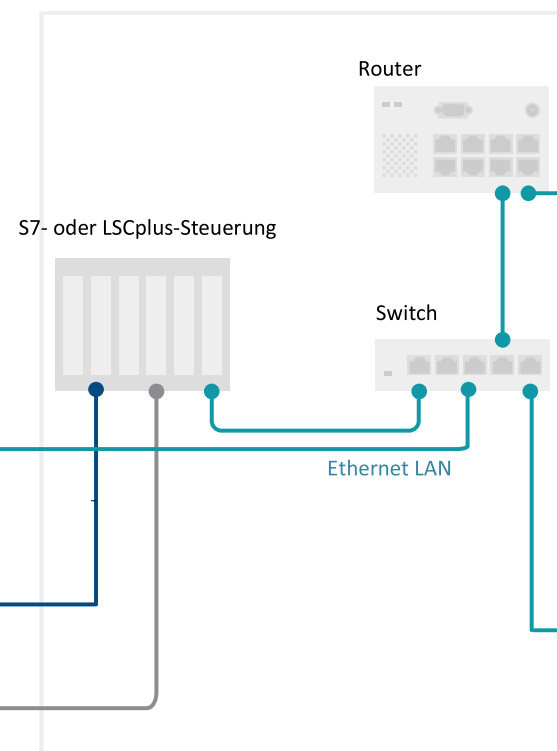 Router
S7- oder LSCplus-Steuerung
Switch
Ethernet LAN